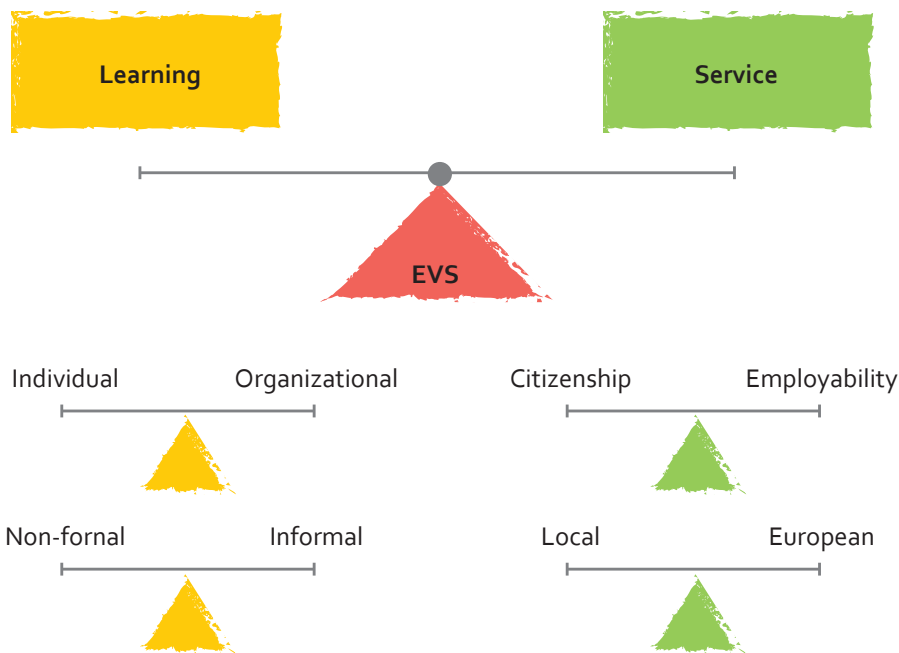 Learning
Service
EVS
Individual Organizational Citizenship Employability
Non-fornal Informal Local European